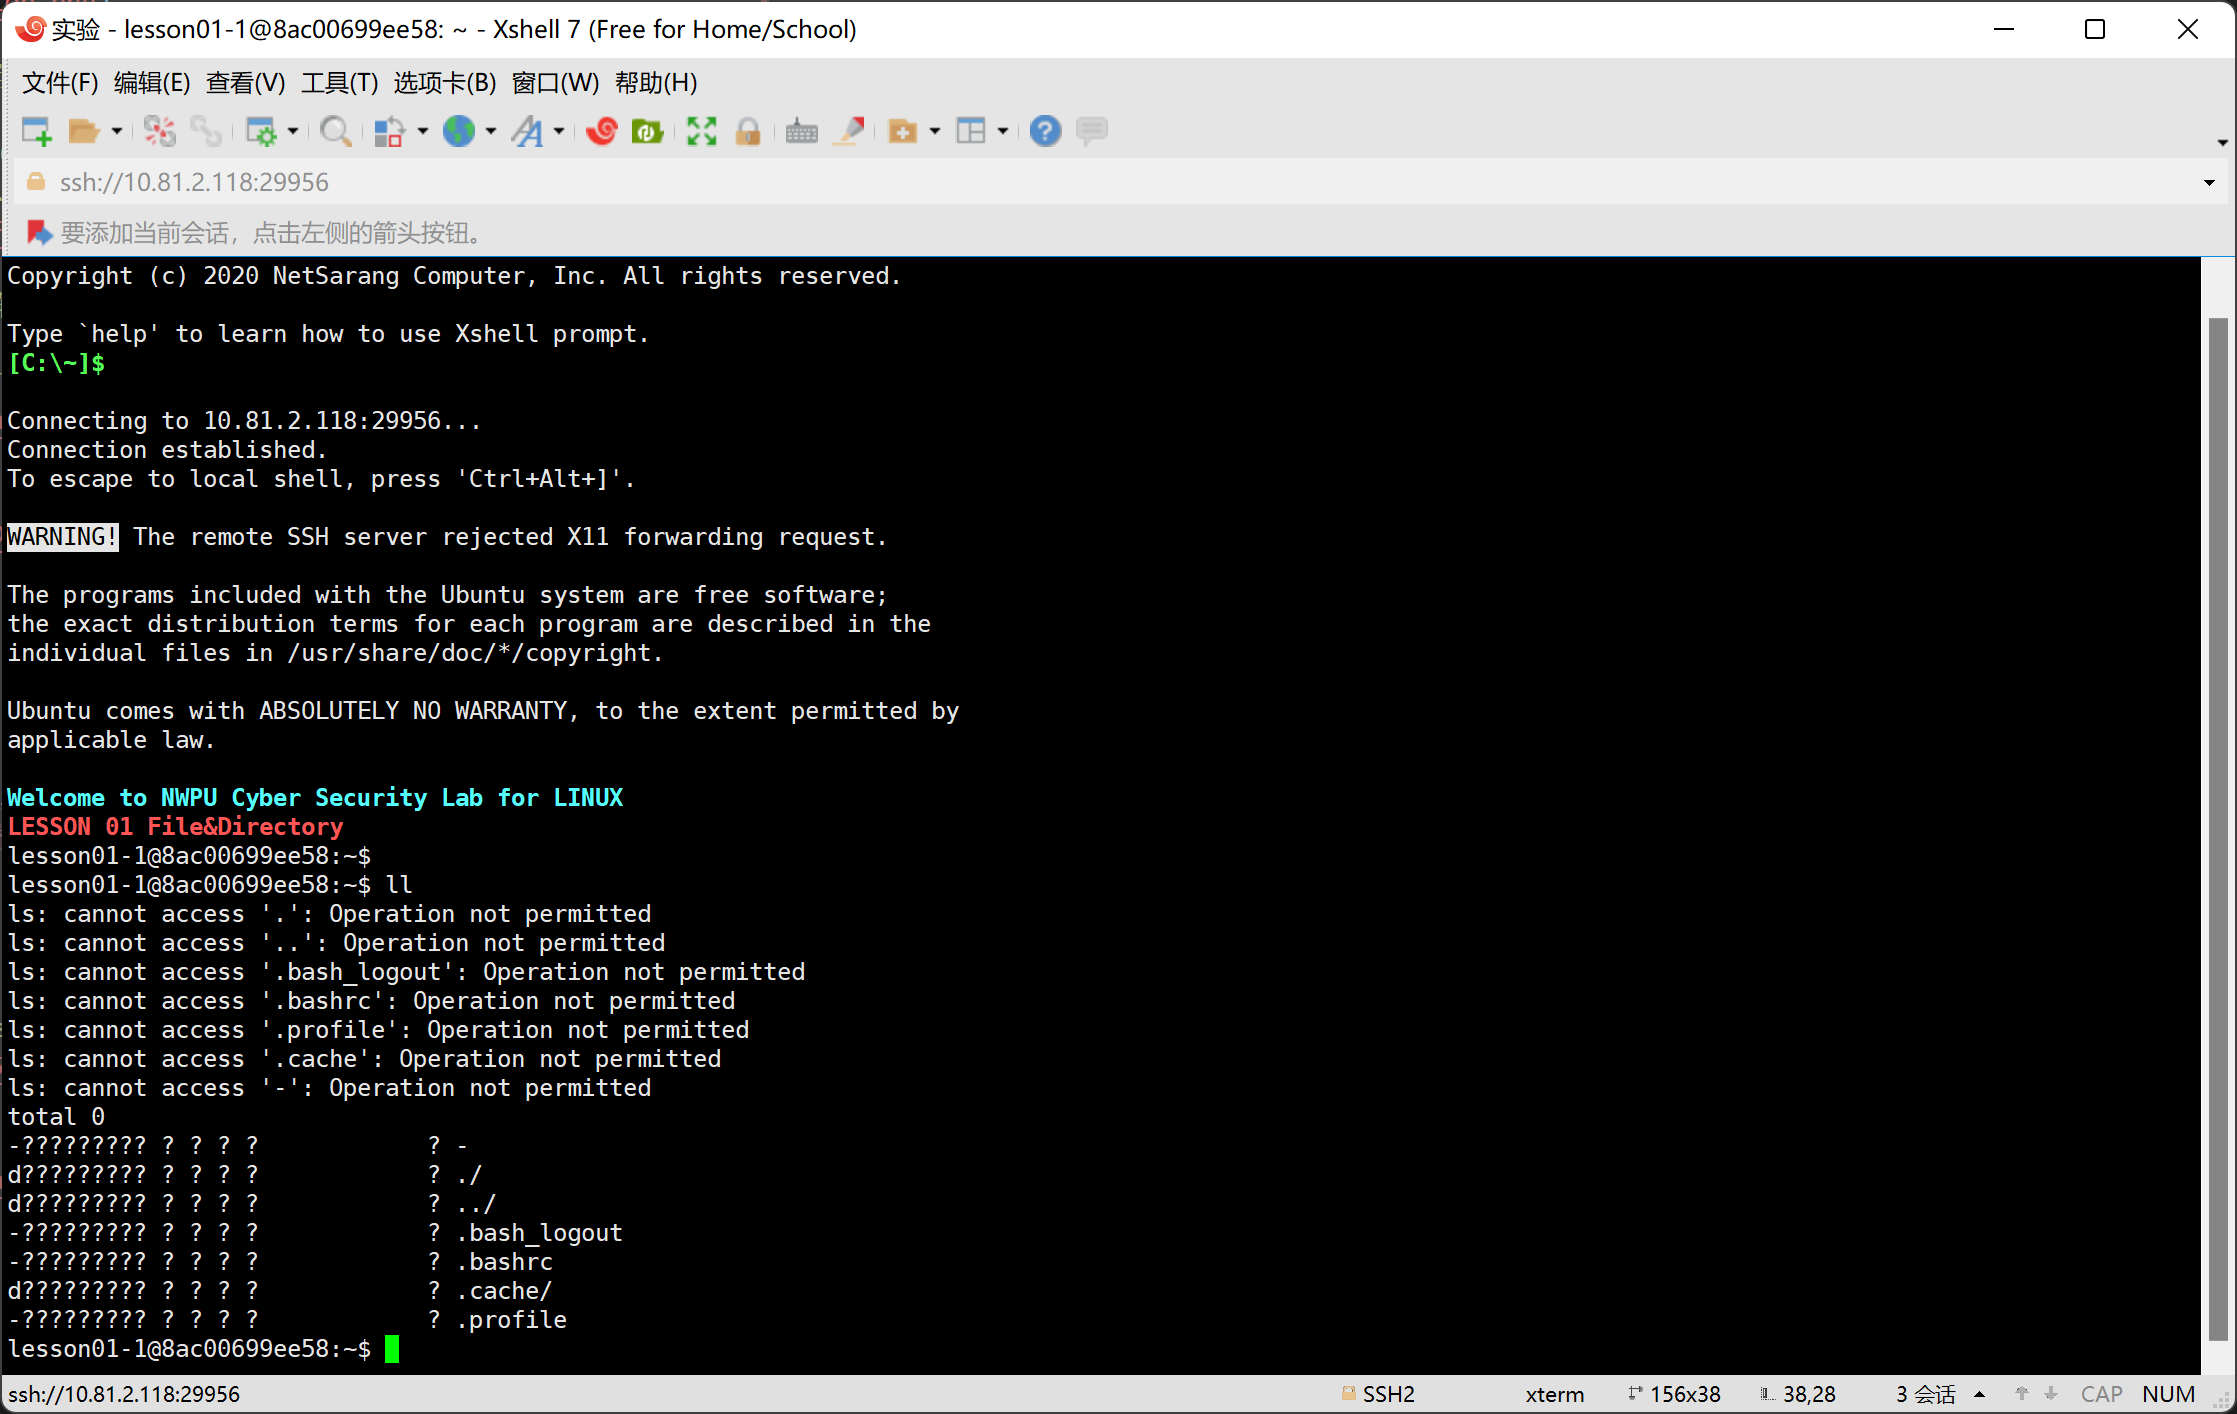 实验 - lesson01-1@8ac00699ee58: ~ - Xshell 7 (Free for Home/School)
文件(F) 编辑(E) 查看(V) 工具(T) 选项卡(B) 窗口(W) 帮助(H)
ssh://10.81.2.118:29956
要添加当前会话，点击左侧的箭头按钮。
Copyright (c) 2020 NetSarang Computer, Inc. All rights reserved.
Type `help' to learn how to use Xshell prompt.
[C:\~]$
Connecting to 10.81.2.118:29956...
Connection established.
To escape to local shell, press 'Ctrl+Alt+]'.
WARNING! The remote SSH server rejected X11 forwarding request.
The programs included with the Ubuntu system are free software;
the exact distribution terms for each program are described in the
individual files in /usr/share/doc/*/copyright.
Ubuntu comes with ABSOLUTELY NO WARRANTY, to the extent permitted by
applicable law.
Welcome to NWPU Cyber Security Lab for LINUX
LESSON 01 File&Directory
lesson01-1@8ac00699ee58:~$
lesson01-1@8ac00699ee58:~$ ll
ls: cannot access '.': Operation not permitted
ls: cannot access '..': Operation not permitted
ls: cannot access '.bash_logout': Operation not permitted
ls: cannot access '.bashrc': Operation not permitted
ls: cannot access '.profile': Operation not permitted
ls: cannot access '.cache': Operation not permitted
ls: cannot access '-': Operation not permitted
total 0
-????????? ? ? ? ?            ? -
d????????? ? ? ? ?            ? ./
d????????? ? ? ? ?            ? ../
-????????? ? ? ? ?            ? .bash_logout
-????????? ? ? ? ?            ? .bashrc
d????????? ? ? ? ?            ? .cache/
-????????? ? ? ? ?            ? .profile
lesson01-1@8ac00699ee58:~$
ssh://10.81.2.118:29956 SSH2 xterm 156x38 38,28 3 会话 CAP NUM